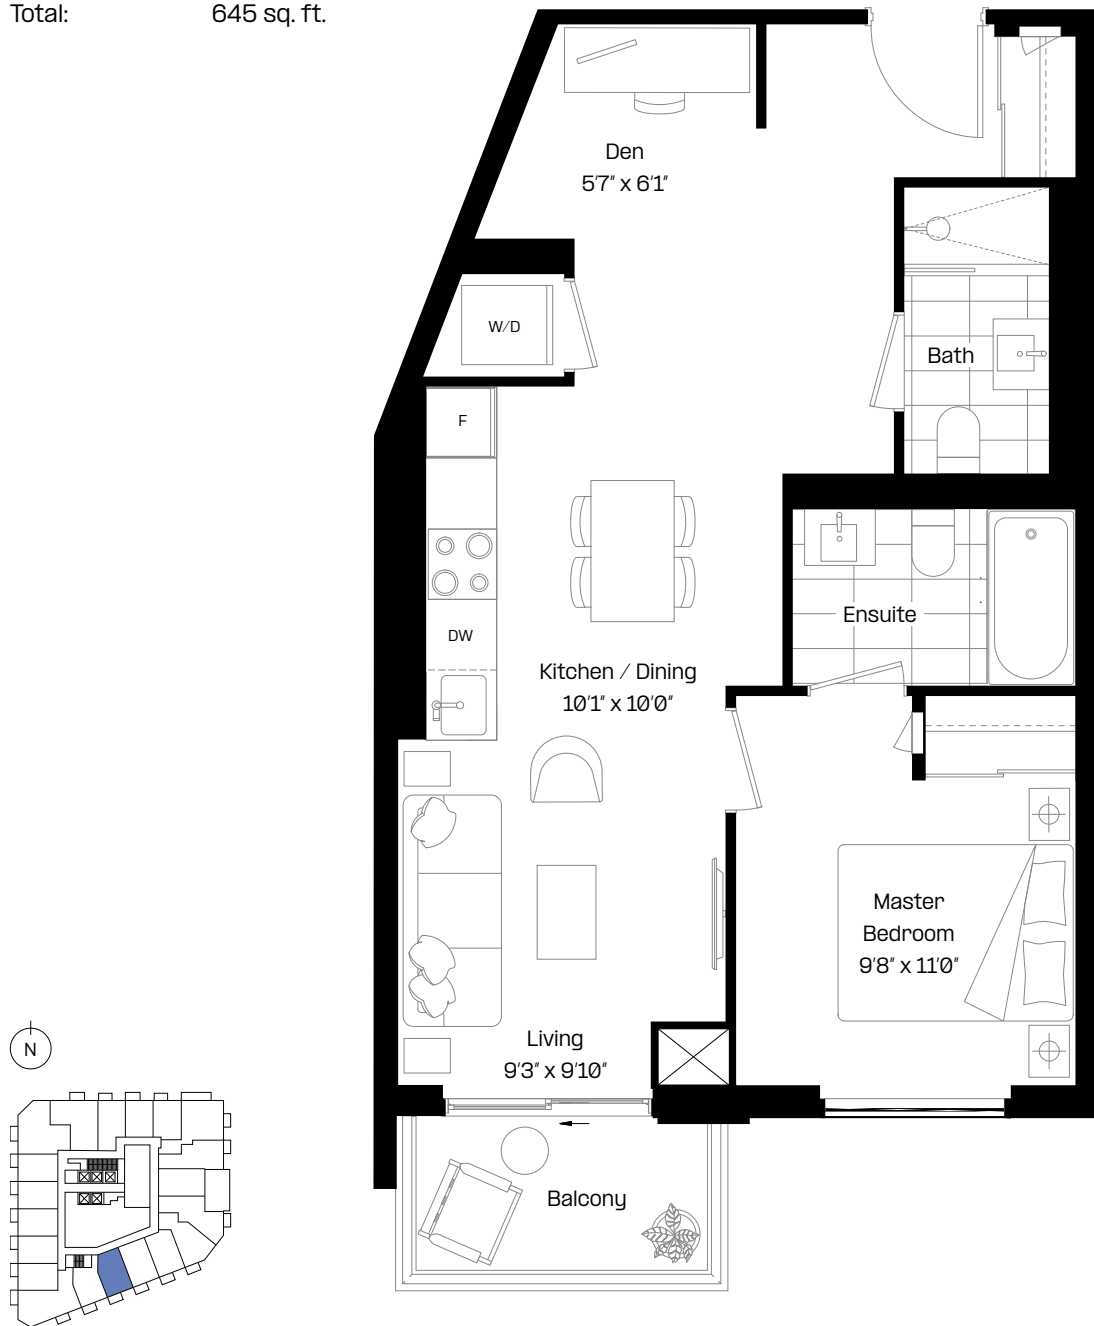 Total: 645 sq. ft.
Den
5'7" x 6'1"
W/D
Bath
F
DW
Ensuite
Kitchen / Dining
10'1" x 10'0"
Master
Bedroom
9'8" x 11'0"
Living
9'3" x 9'10"
N
Balcony